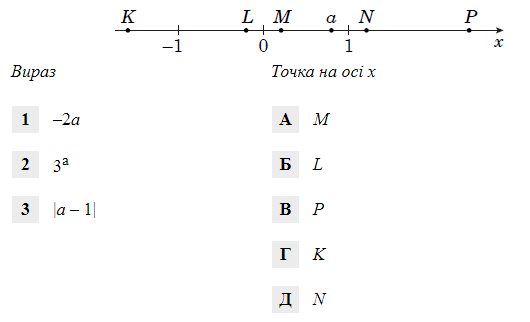 K L M a N P
–1 0 1 x
Вираз Точка на осі x
1 –2a А M
2 3ᵃ Б L
3 |a – 1| В P
Г K
Д N